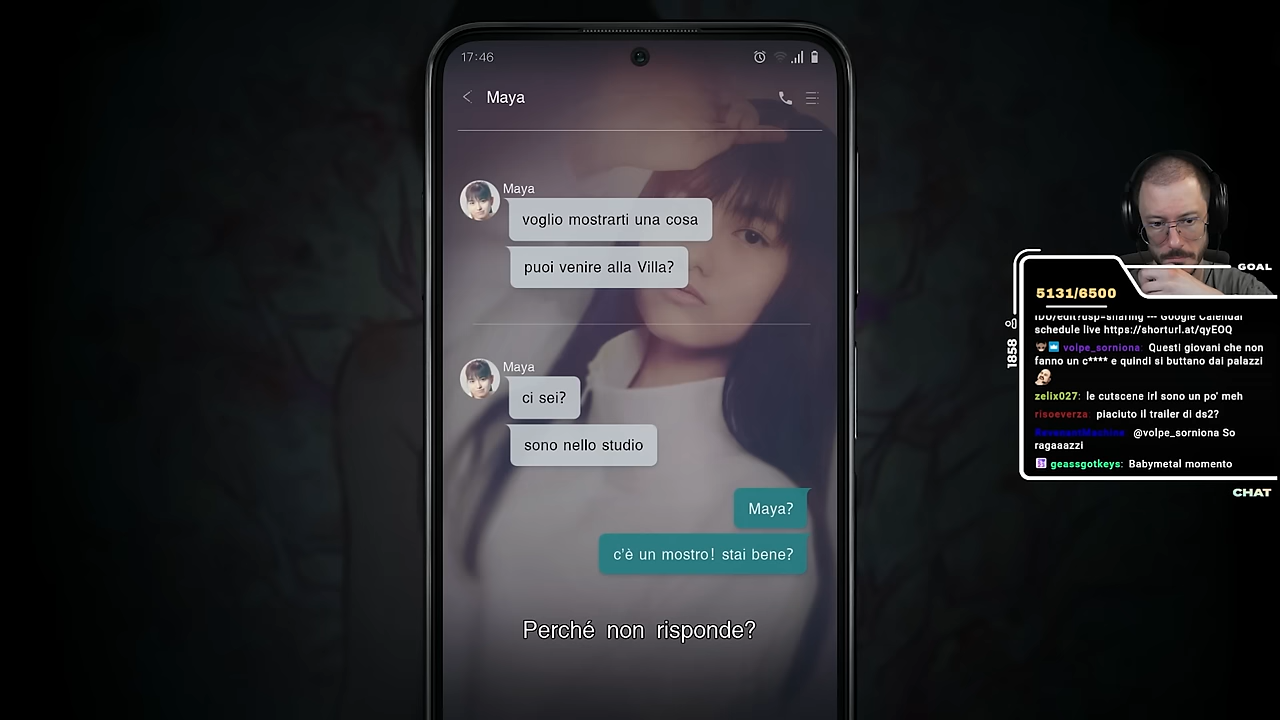 17:46
Maya
Maya
voglio mostrarti una cosa
puoi venire alla Villa?
Maya
ci sei?
sono nello studio
Maya?
c'è un mostro! stai bene?
Perché non risponde?
GOAL
5131/6500
1858
schedule live https://shorturl.at/qyEOQ
volpe_sorniona: Questi giovani che non
fanno un c**** e quindi si buttano dai palazzi
zelix027: le cutscene irl sono un po' meh
risoeverza: piaciuto il trailer di ds2?
@volpe_sorniona So
ragaaazzi
geassgotkeys: Babymetal momento
CHAT